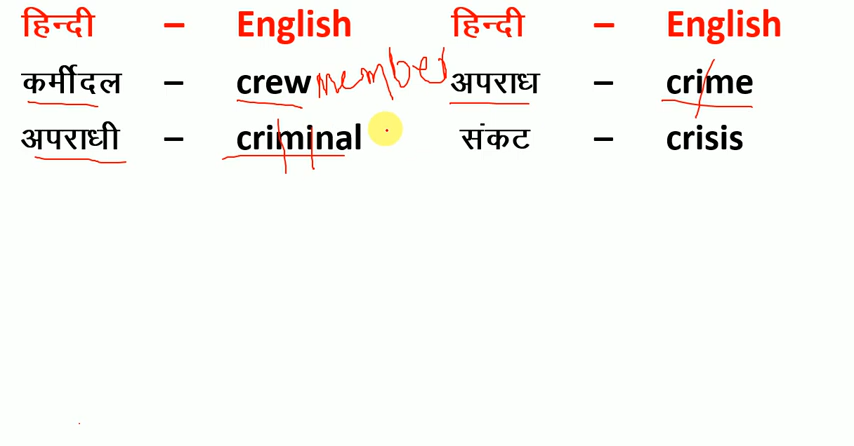 हिन्दी – English हिन्दी – English
कर्मीदल – crew member अपराध – crime
अपराधी – criminal संकट – crisis